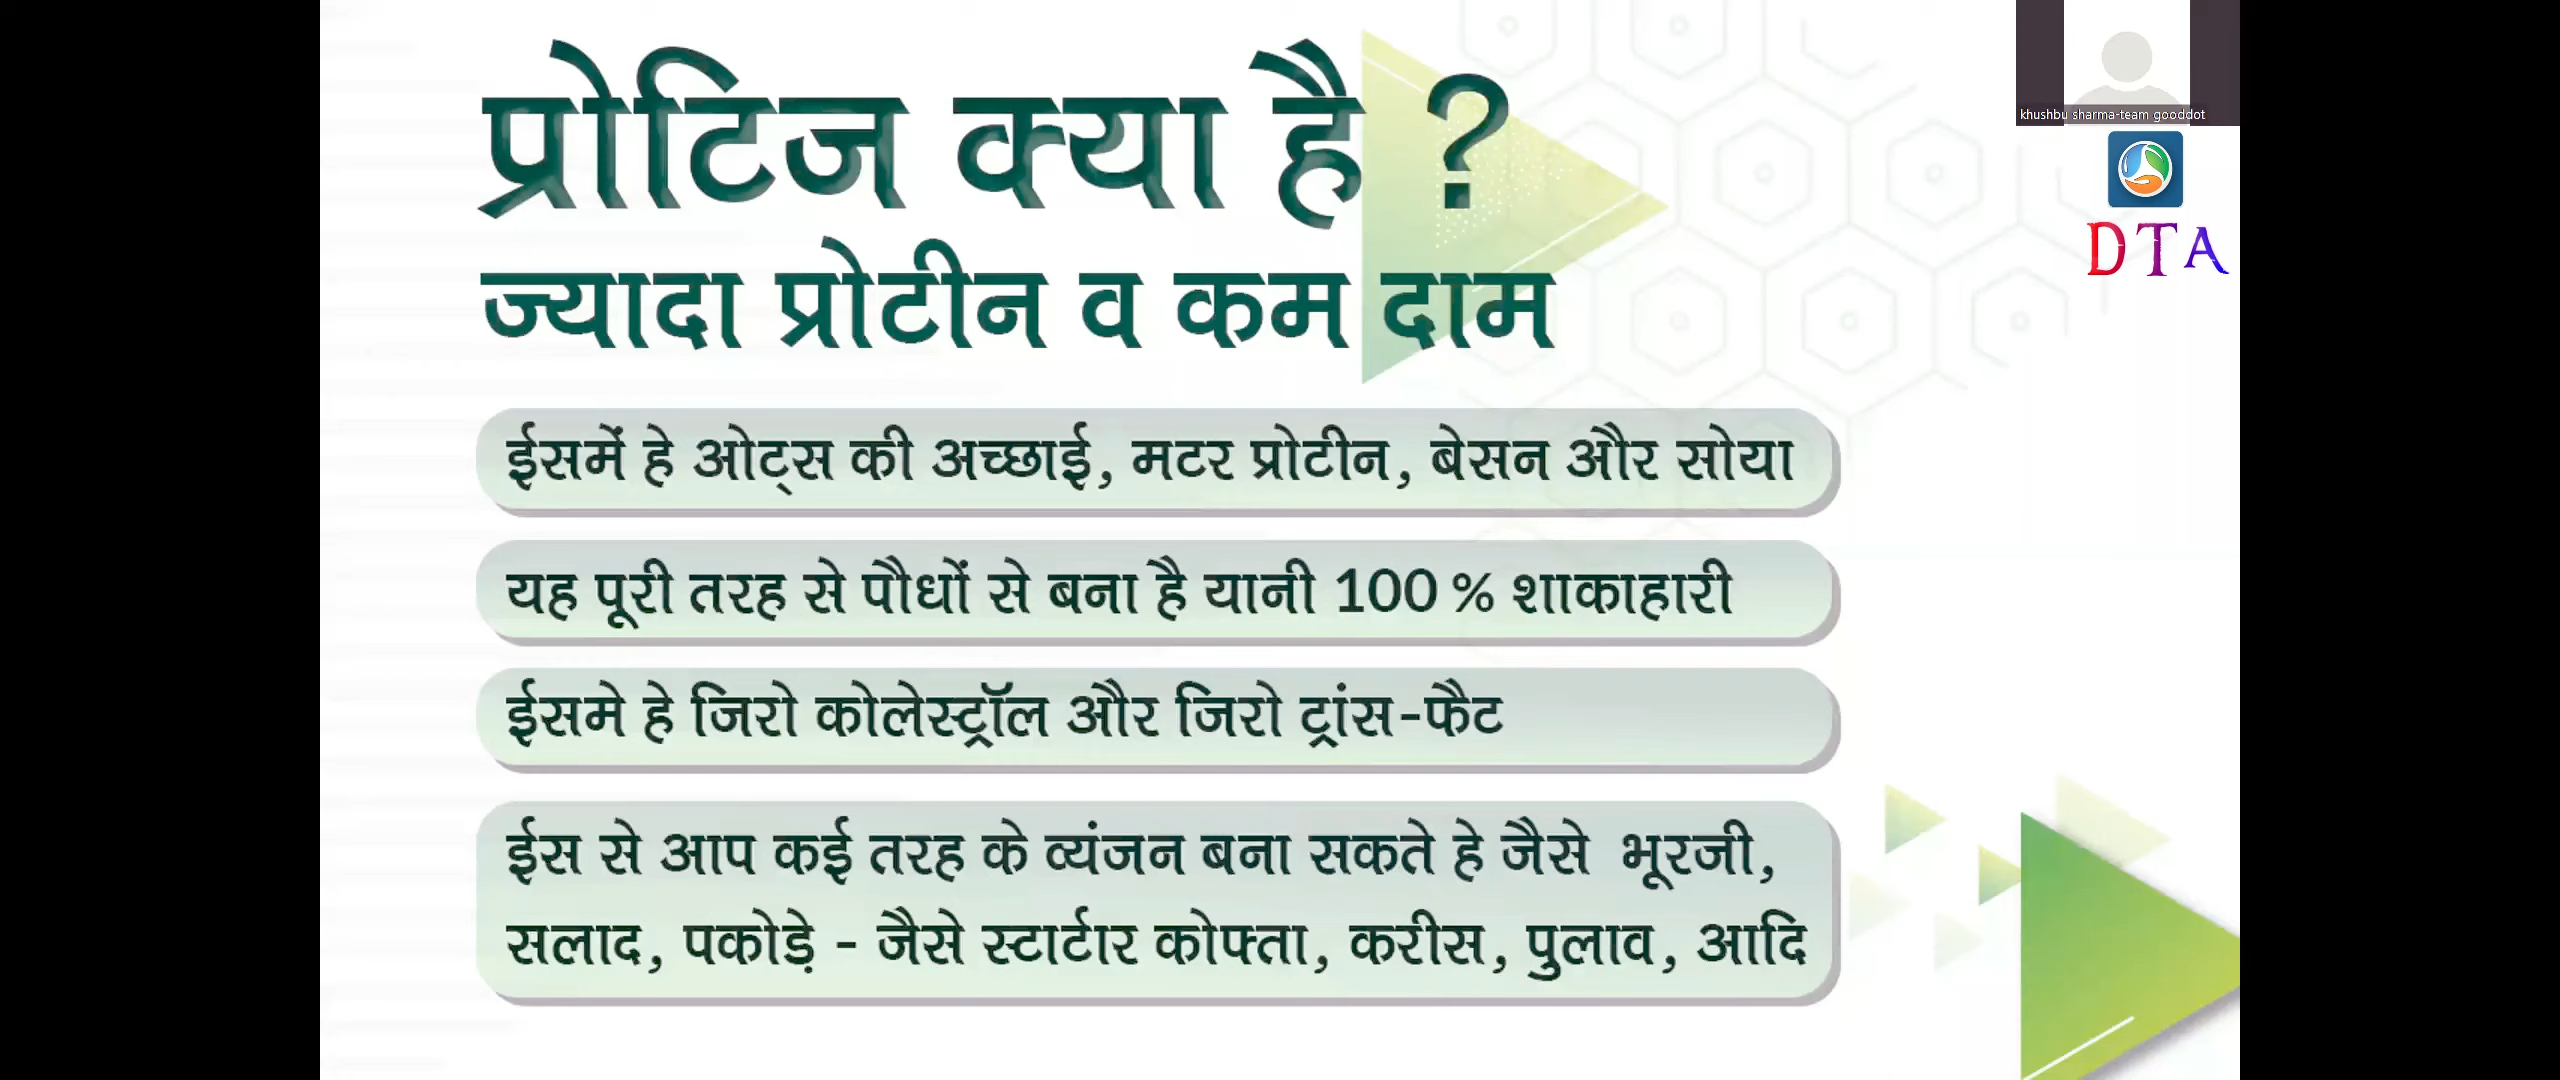 प्रोटिज क्या है ?
ज्यादा प्रोटीन व कम दाम
ईसमें हे ओट्स की अच्छाई, मटर प्रोटीन, बेसन और सोया
यह पूरी तरह से पौधों से बना है यानी 100 % शाकाहारी
ईसमे हे जिरो कोलेस्ट्रॉल और जिरो ट्रांस-फैट
ईस से आप कई तरह के व्यंजन बना सकते हे जैसे भूरजी,
सलाद, पकोड़े - जैसे स्टार्टार कोफ्ता, करीस, पुलाव, आदि
khushbu sharma-team gooddot
DTA